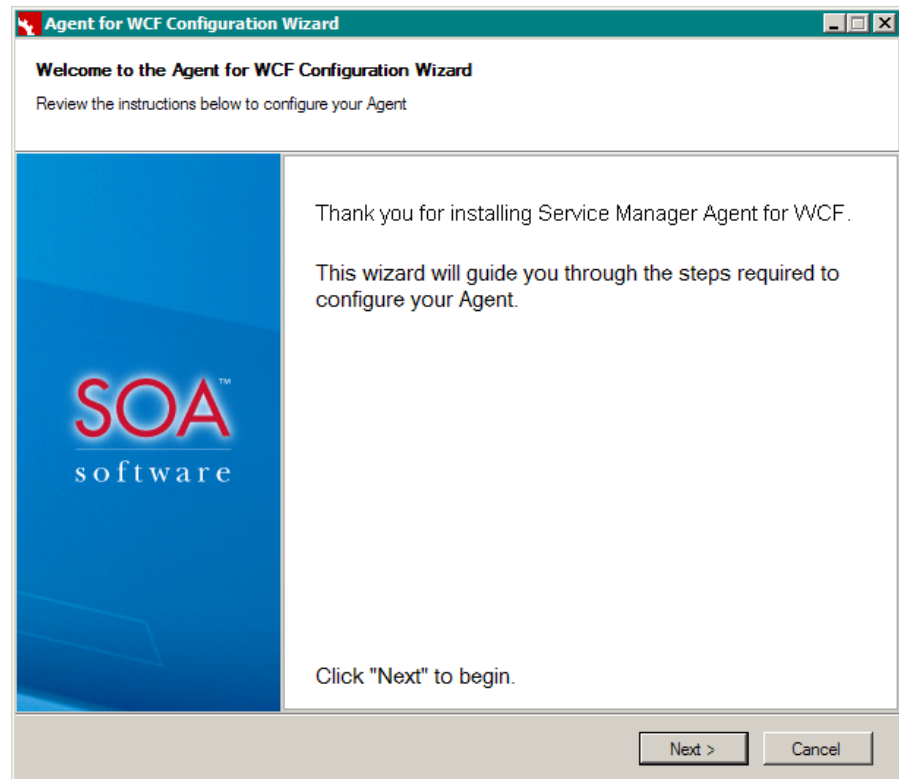 Agent for WCF Configuration Wizard
Welcome to the Agent for WCF Configuration Wizard
Review the instructions below to configure your Agent
Thank you for installing Service Manager Agent for WCF.
This wizard will guide you through the steps required to
configure your Agent.
SOA™
software
Click "Next" to begin.
Next >
Cancel